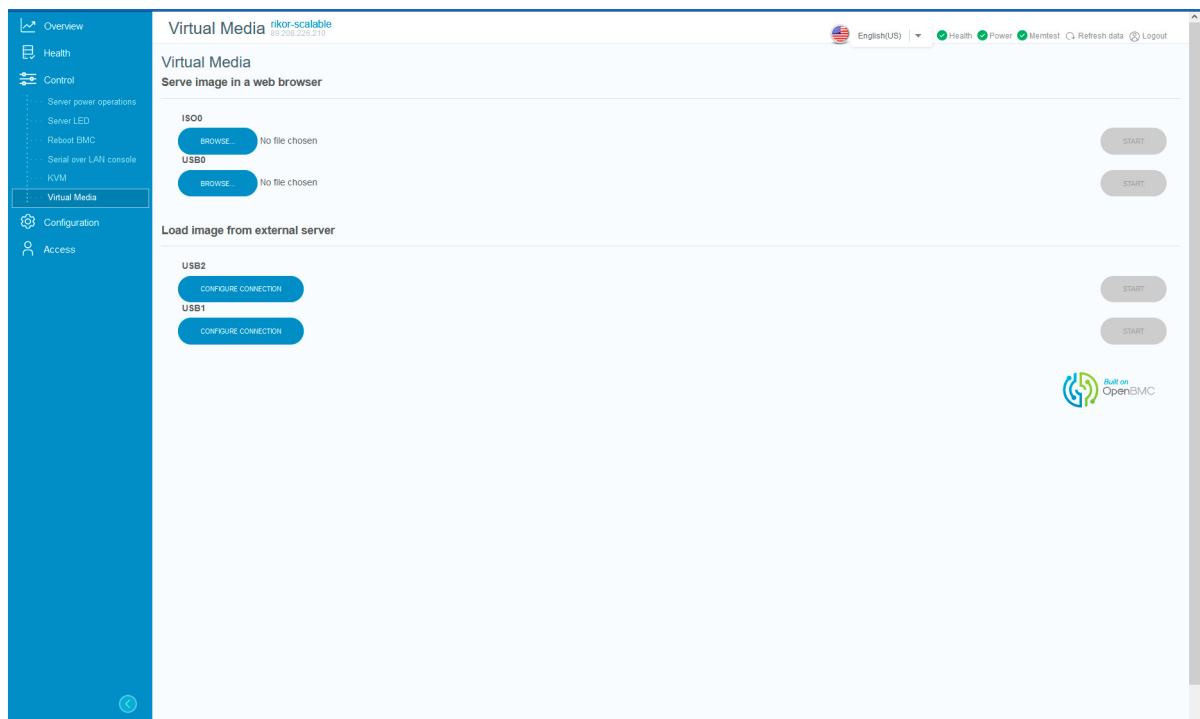 Overview
Health
Control
Server power operations
Server LED
Reboot BMC
Serial over LAN console
KVM
Virtual Media
Configuration
Access
Virtual Media rikor-scalable
89.208.226.210
English(US) Health Power Memtest Refresh data Logout
Virtual Media
Serve image in a web browser
ISO0
BROWSE... No file chosen START
USB0
BROWSE... No file chosen START
Load image from external server
USB2
CONFIGURE CONNECTION START
USB1
CONFIGURE CONNECTION START
Built on
OpenBMC